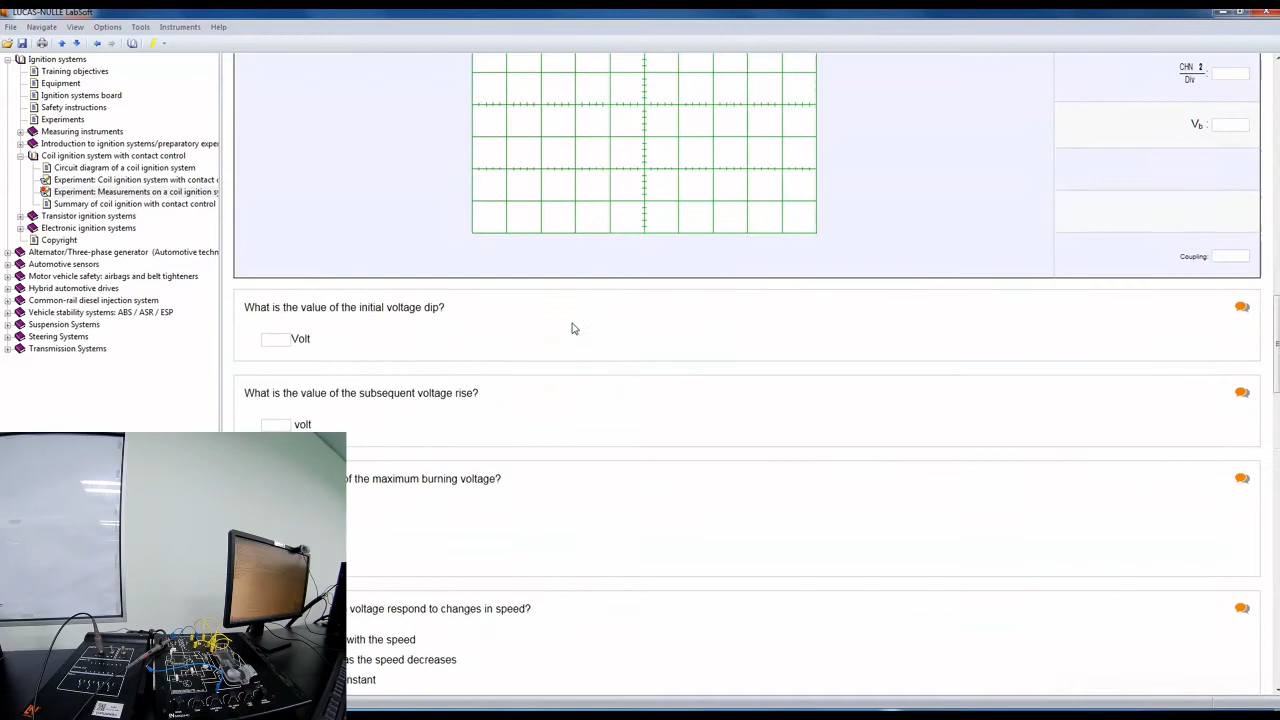 LUCAS-NÜLLE LabSoft
File Navigate View Options Tools Instruments Help
Ignition systems
Training objectives
Equipment
Ignition systems board
Safety instructions
Experiments
Measuring instruments
Introduction to ignition systems/preparatory expe
Coil ignition system with contact control
Circuit diagram of a coil ignition system
Experiment: Coil ignition system with contact c
Experiment: Measurements on a coil ignition sy
Summary of coil ignition with contact control
Transistor ignition systems
Electronic ignition systems
Copyright
Alternator/Three-phase generator (Automotive techn
Automotive sensors
Motor vehicle safety: airbags and belt tighteners
Hybrid automotive drives
Common-rail diesel injection system
Vehicle stability systems: ABS / ASR / ESP
Suspension Systems
Steering Systems
Transmission Systems
CHN 2
Div :
Vb :
Coupling:
What is the value of the initial voltage dip?
Volt
What is the value of the subsequent voltage rise?
volt
of the maximum burning voltage?
voltage respond to changes in speed?
with the speed
as the speed decreases
nstant